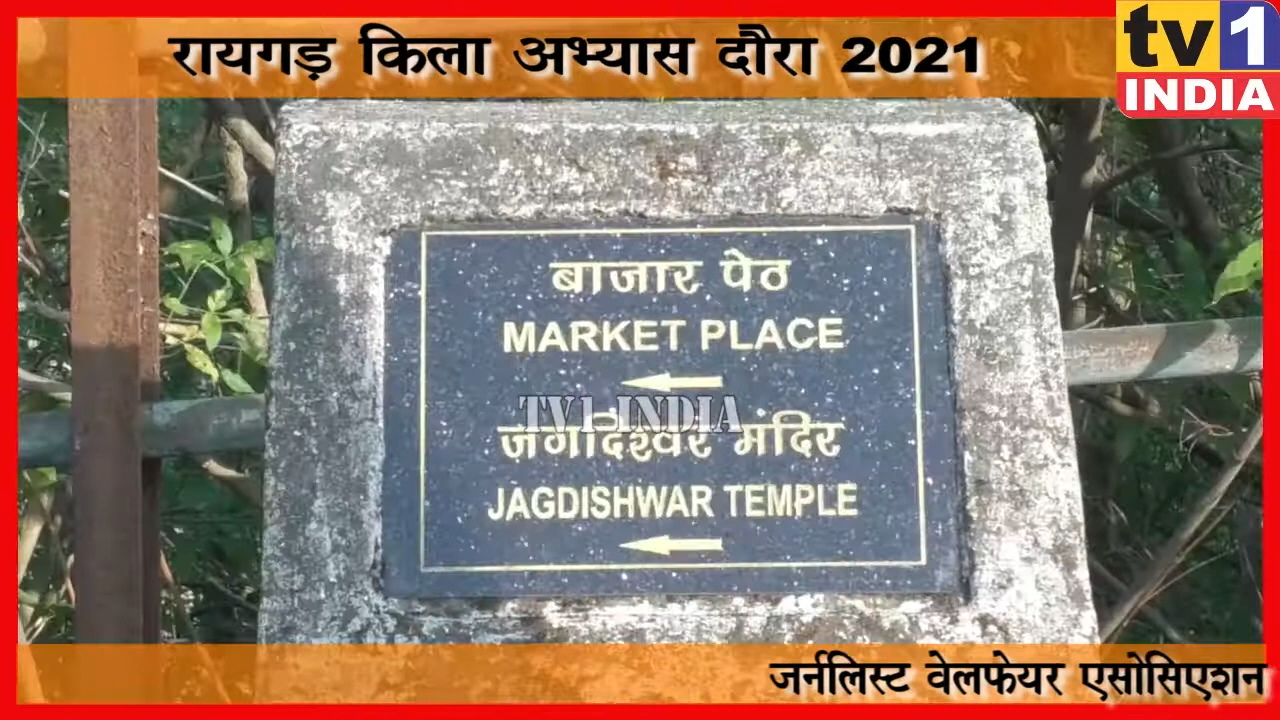 रायगड़ किला अभ्यास दौरा 2021
tv1
INDIA
बाजार पेठ
MARKET PLACE
TV1 INDIA
जगदिश्वर मंदिर
JAGDISHWAR TEMPLE
जर्नलिस्ट वेलफेयर एसोसिएशन